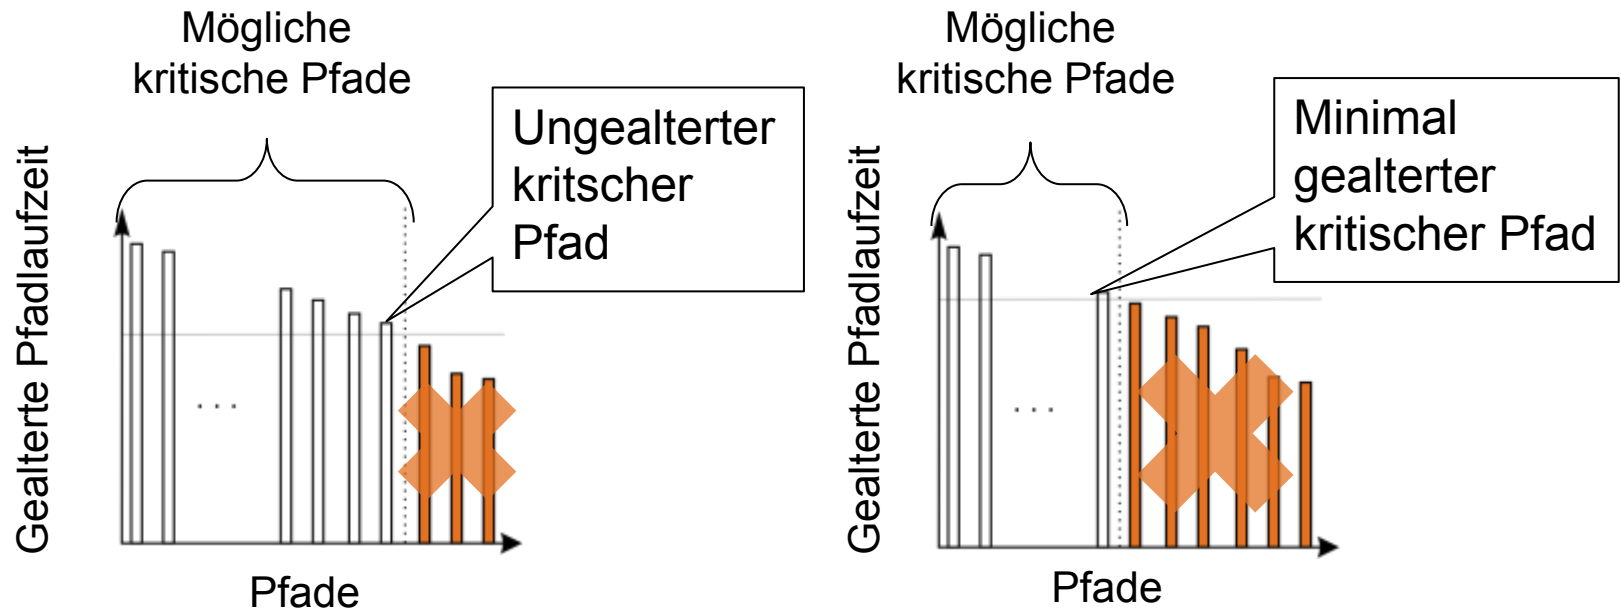 Mögliche
kritische Pfade
Ungealterter
kritscher
Pfad
Gealterte Pfadlaufzeit
...
Pfade
Mögliche
kritische Pfade
Minimal
gealterter
kritischer Pfad
Gealterte Pfadlaufzeit
...
Pfade